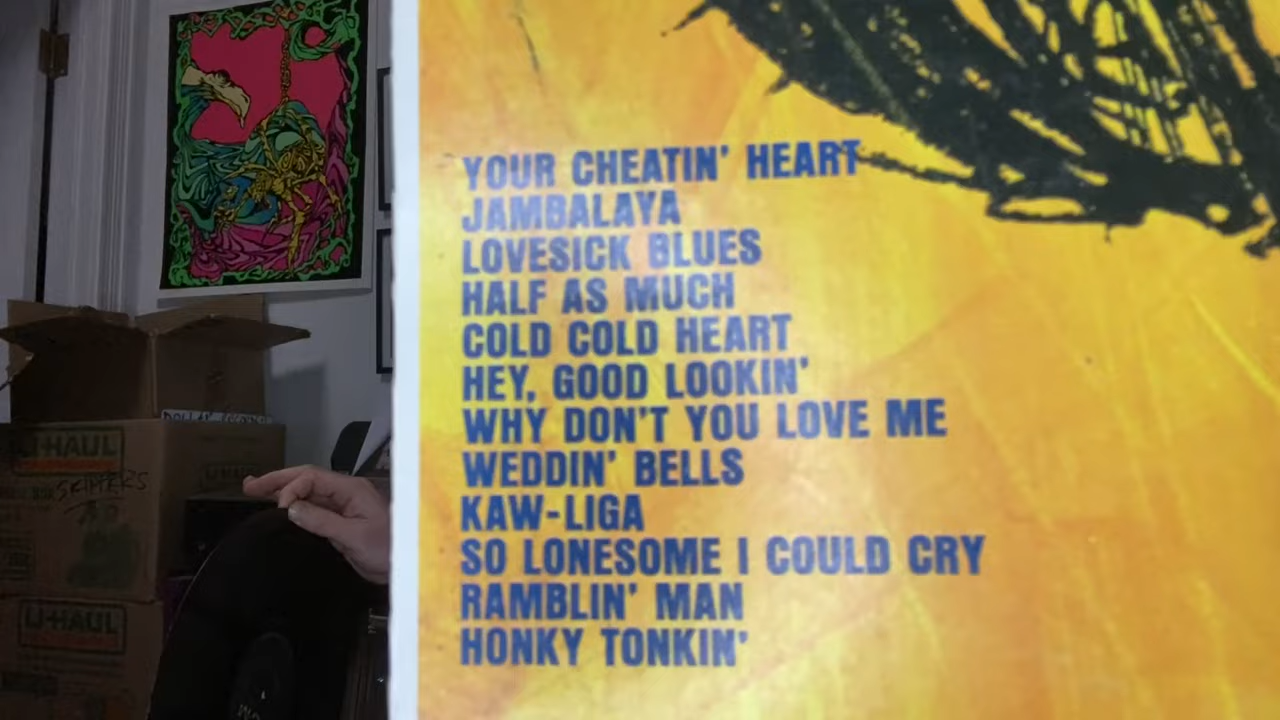 YOUR CHEATIN' HEART
JAMBALAYA
LOVESICK BLUES
HALF AS MUCH
COLD COLD HEART
HEY, GOOD LOOKIN'
WHY DON'T YOU LOVE ME
WEDDIN' BELLS
KAW-LIGA
SO LONESOME I COULD CRY
RAMBLIN' MAN
HONKY TONKIN'
U-HAUL
U-HAUL